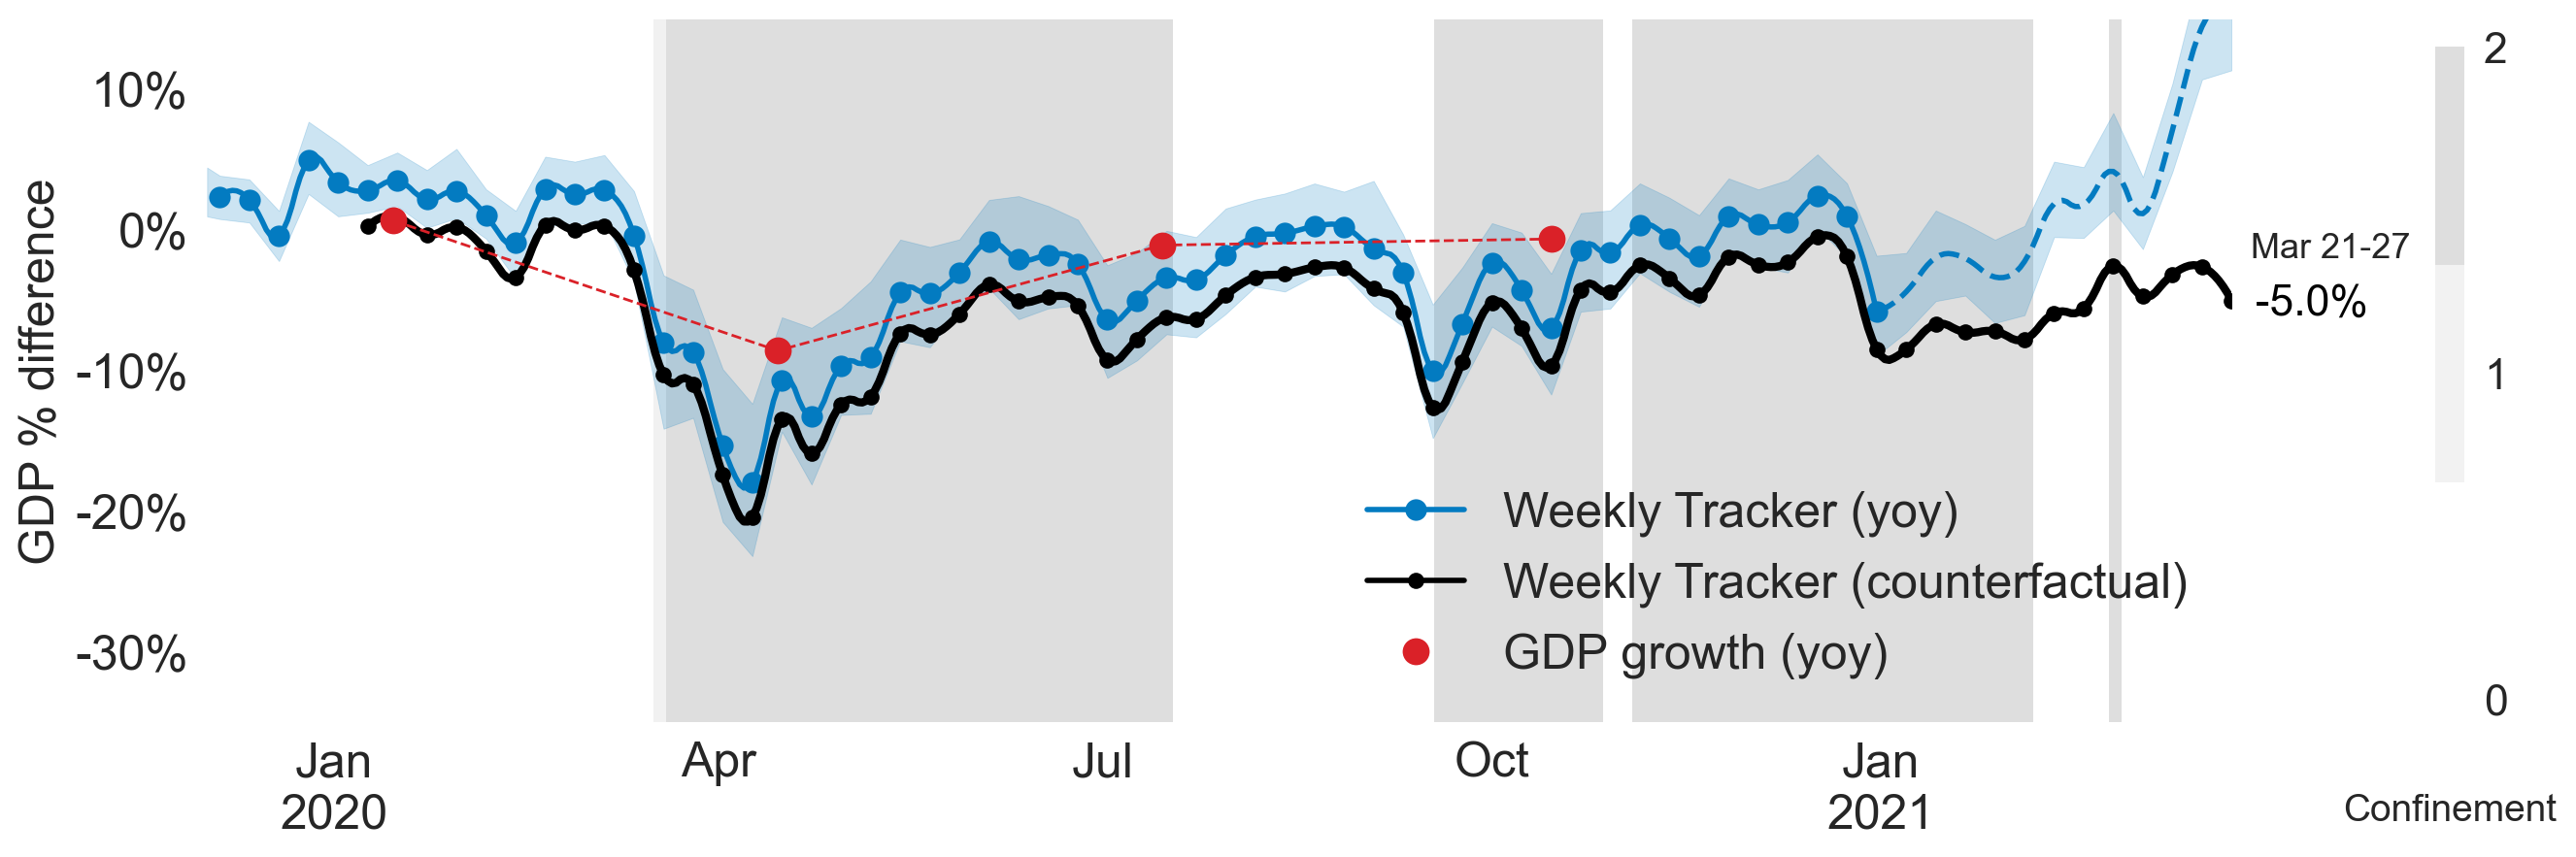 GDP % difference
10%
0%
-10%
-20%
-30%
Jan
2020
Apr
Jul
Oct
Jan
2021
Weekly Tracker (yoy)
Weekly Tracker (counterfactual)
GDP growth (yoy)
Mar 21-27
-5.0%
2
1
0
Confinement